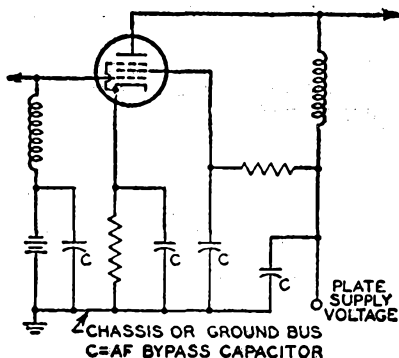 C
C
C
C
PLATE
SUPPLY
VOLTAGE
CHASSIS OR GROUND BUS
C=AF BYPASS CAPACITOR